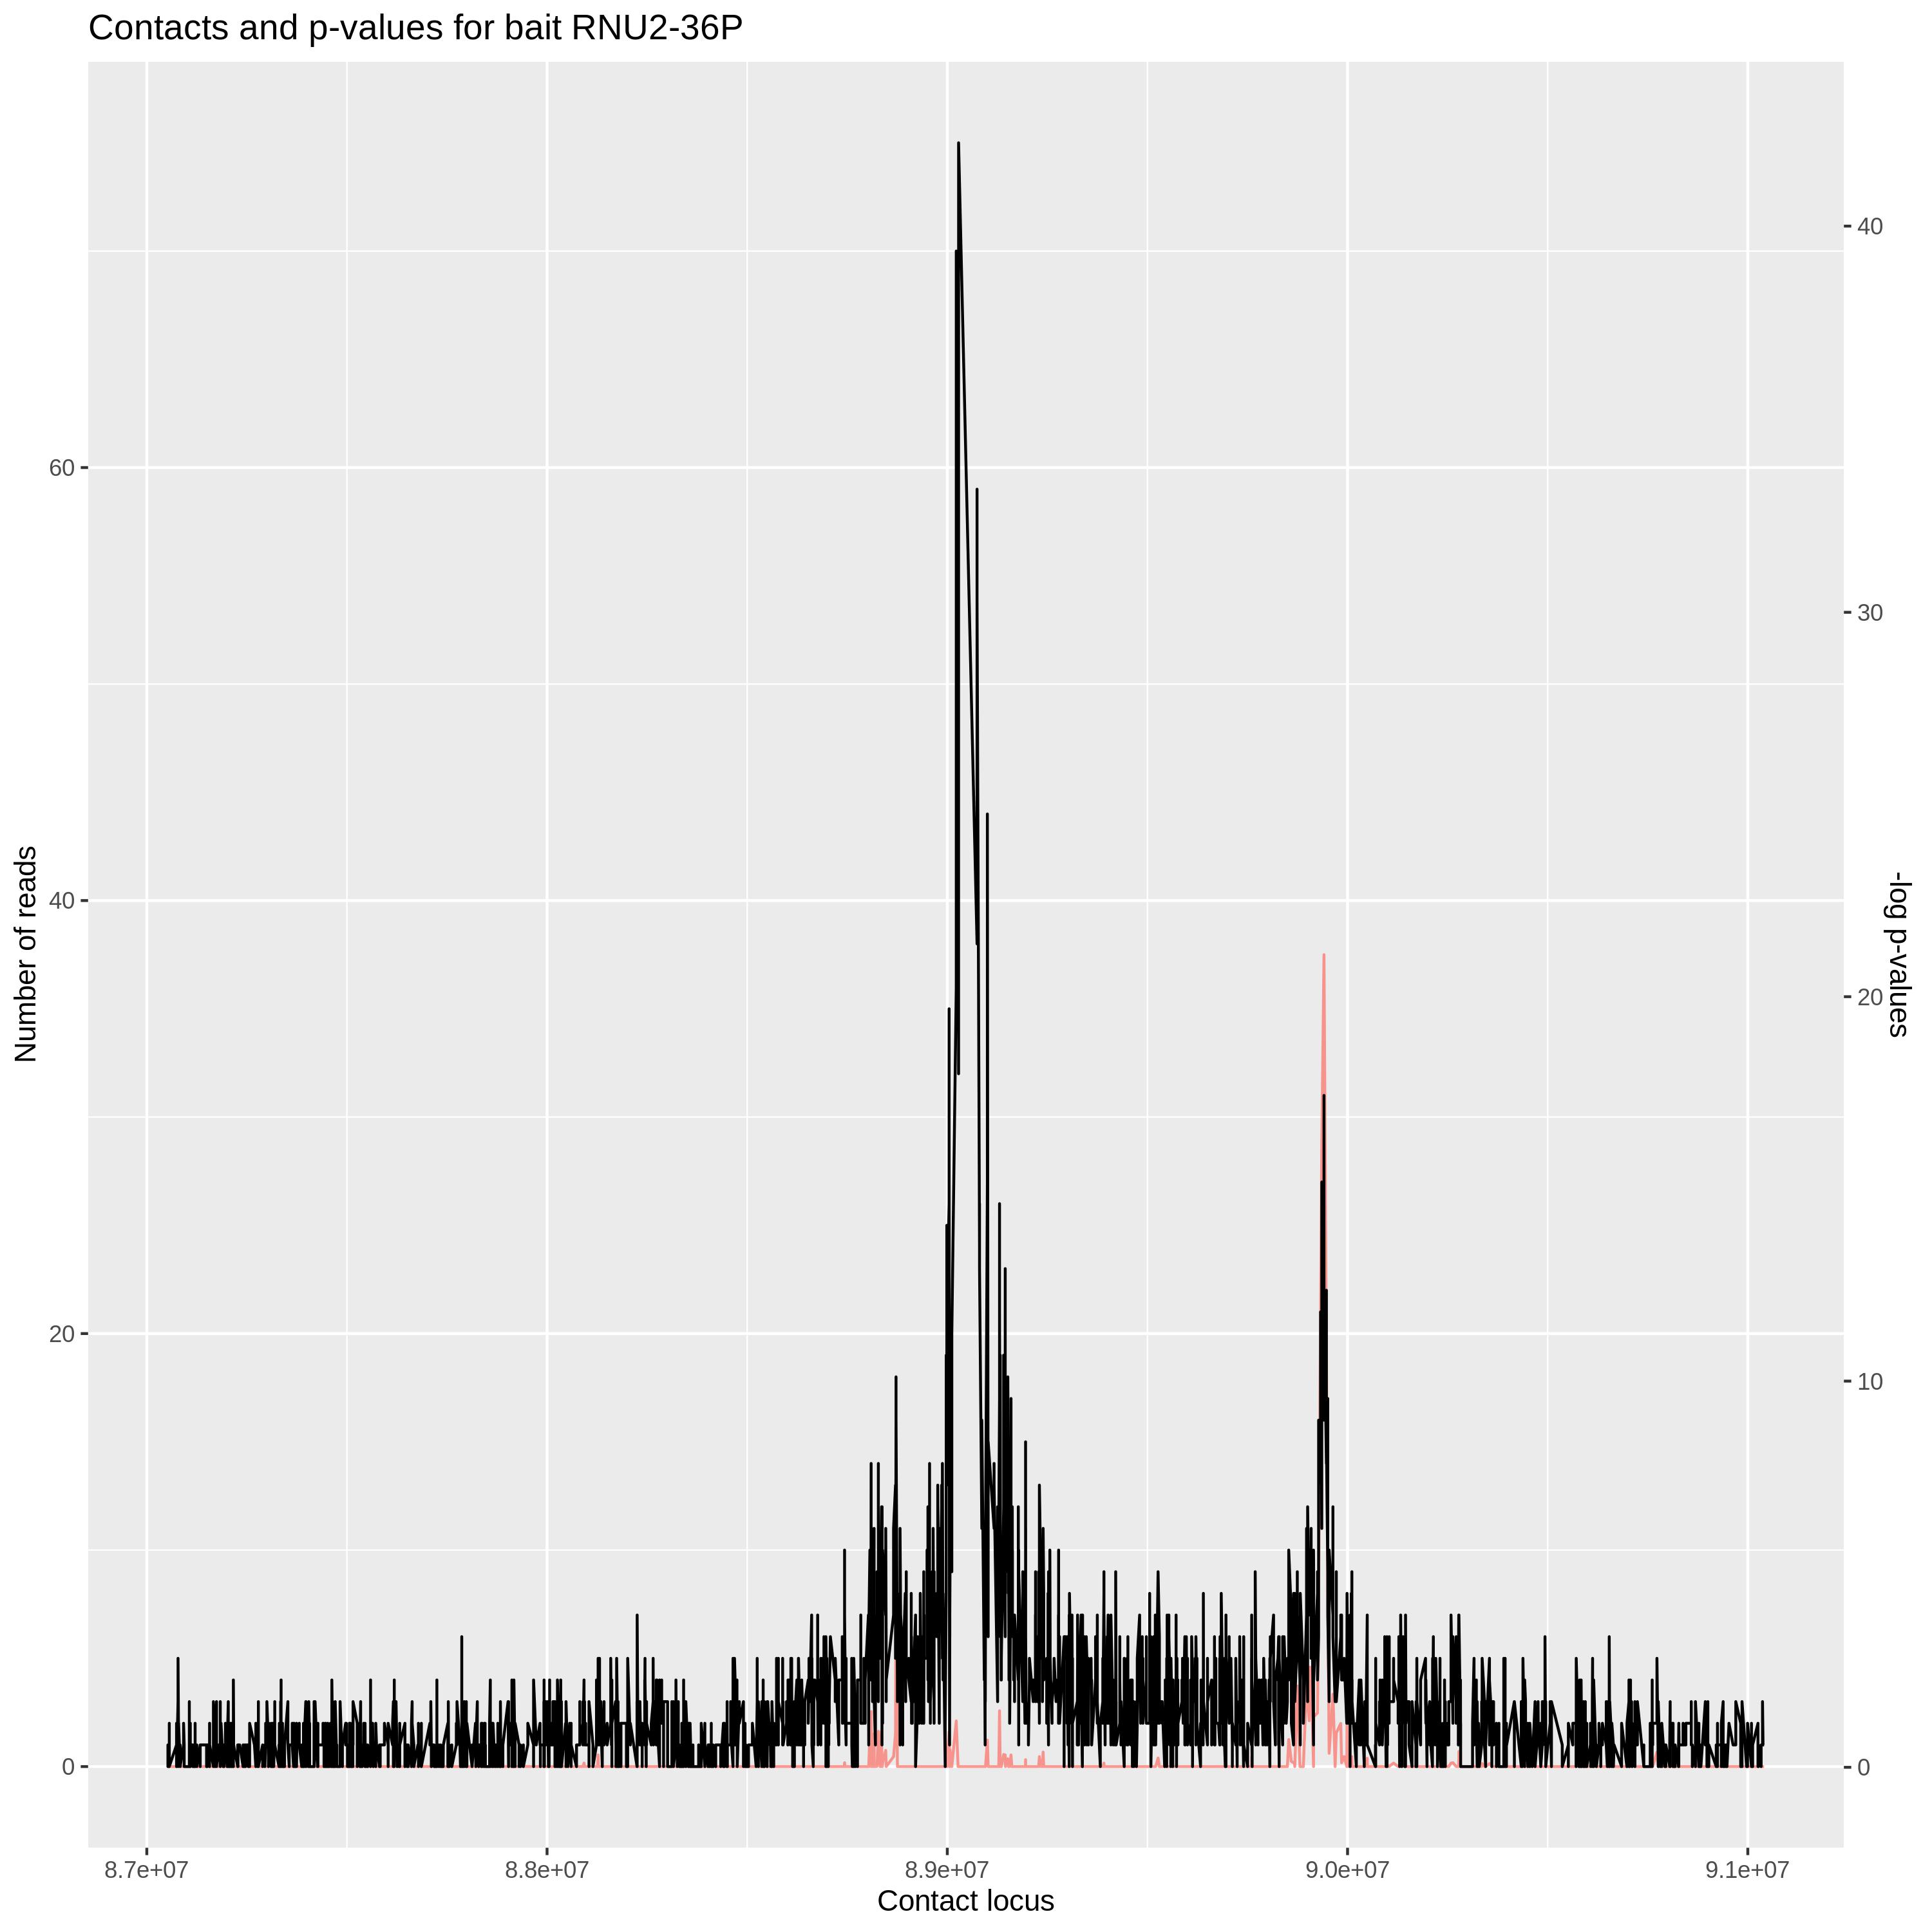 Contacts and p-values for bait RNU2-36P
Number of reads
60
40
20
0
40
30
20
10
0
-log p-values
8.7e+07 8.8e+07 8.9e+07 9.0e+07 9.1e+07
Contact locus